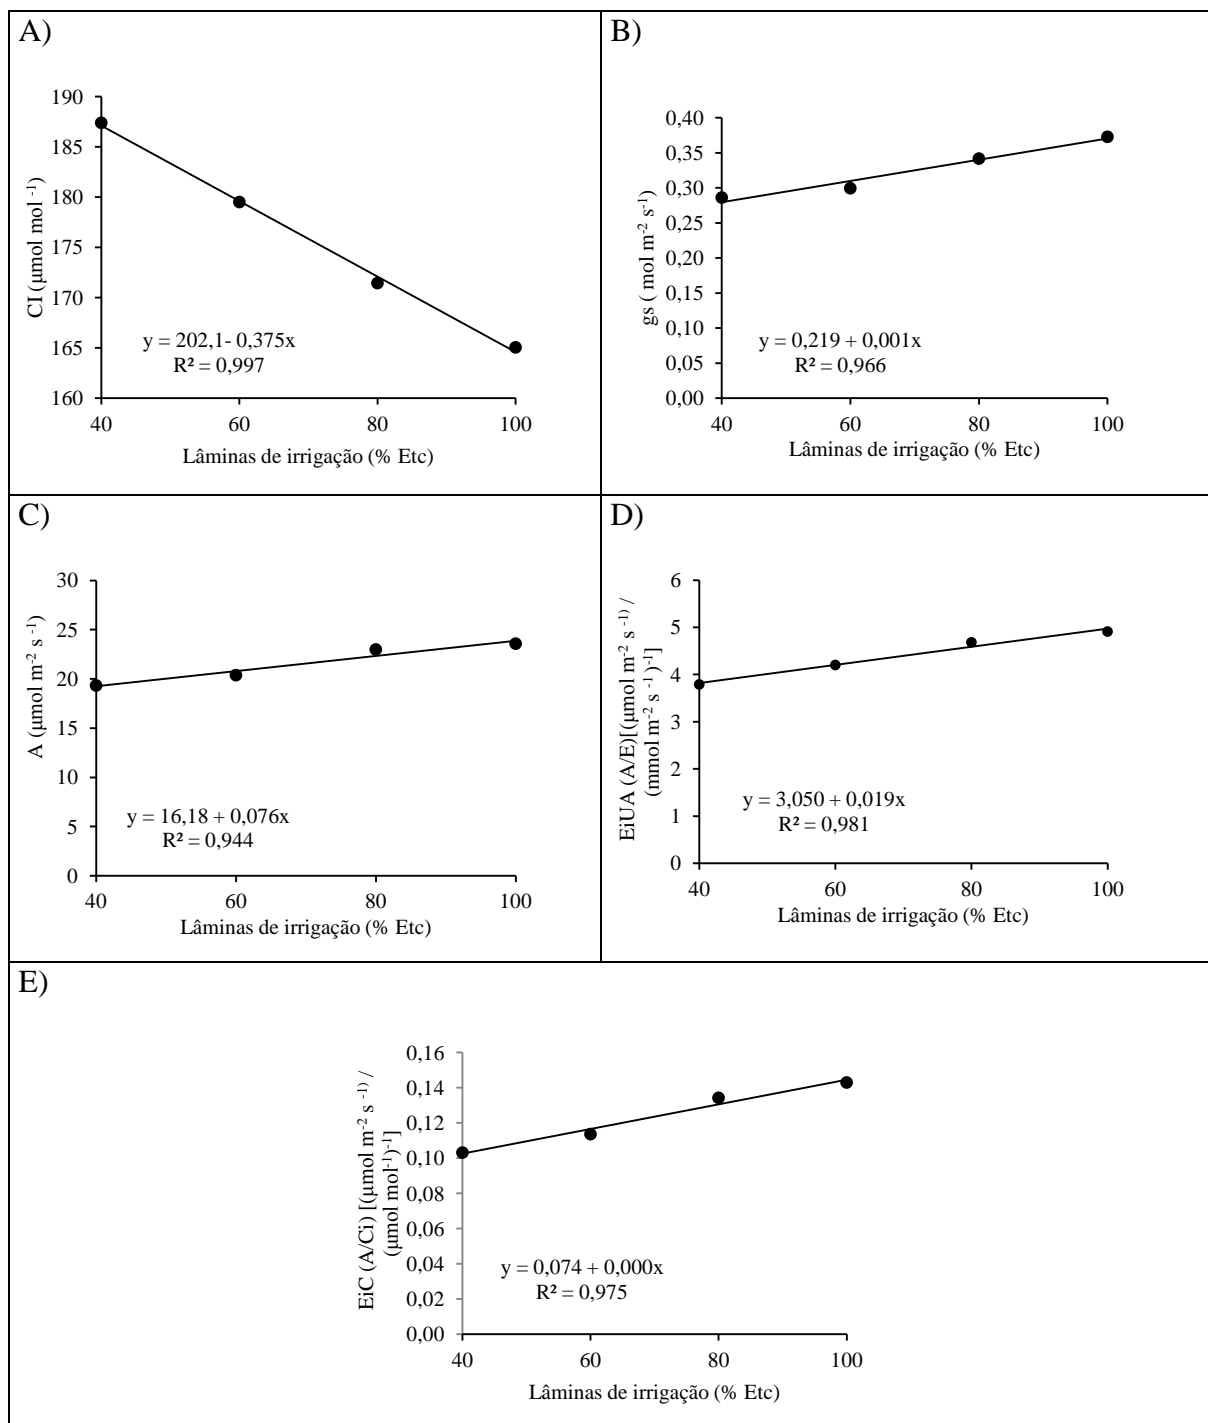 A)
CI (μmol mol ⁻¹)
190
185
180
175
170
165
160
y = 202,1- 0,375x
R² = 0,997
40 60 80 100
Lâminas de irrigação (% Etc)
B)
gs ( mol m⁻² s⁻¹)
0,40
0,35
0,30
0,25
0,20
0,15
0,10
0,05
0,00
y = 0,219 + 0,001x
R² = 0,966
40 60 80 100
Lâminas de irrigação (% Etc)
C)
A (μmol m⁻² s ⁻¹)
30
25
20
15
10
5
0
y = 16,18 + 0,076x
R² = 0,944
40 60 80 100
Lâminas de irrigação (% Etc)
D)
EiUA (A/E)[(μmol m⁻² s⁻¹⁾ /
(mmol m⁻² s ⁻¹ )⁻¹]
6
5
4
3
2
1
0
y = 3,050 + 0,019x
R² = 0,981
40 60 80 100
Lâminas de irrigação (% Etc)
E)
EiC (A/Ci) [(μmol m⁻² s ⁻¹⁾ /
(μmol mol⁻¹)⁻¹]
0,16
0,14
0,12
0,10
0,08
0,06
0,04
0,02
0,00
y = 0,074 + 0,000x
R² = 0,975
40 60 80 100
Lâminas de irrigação (% Etc)